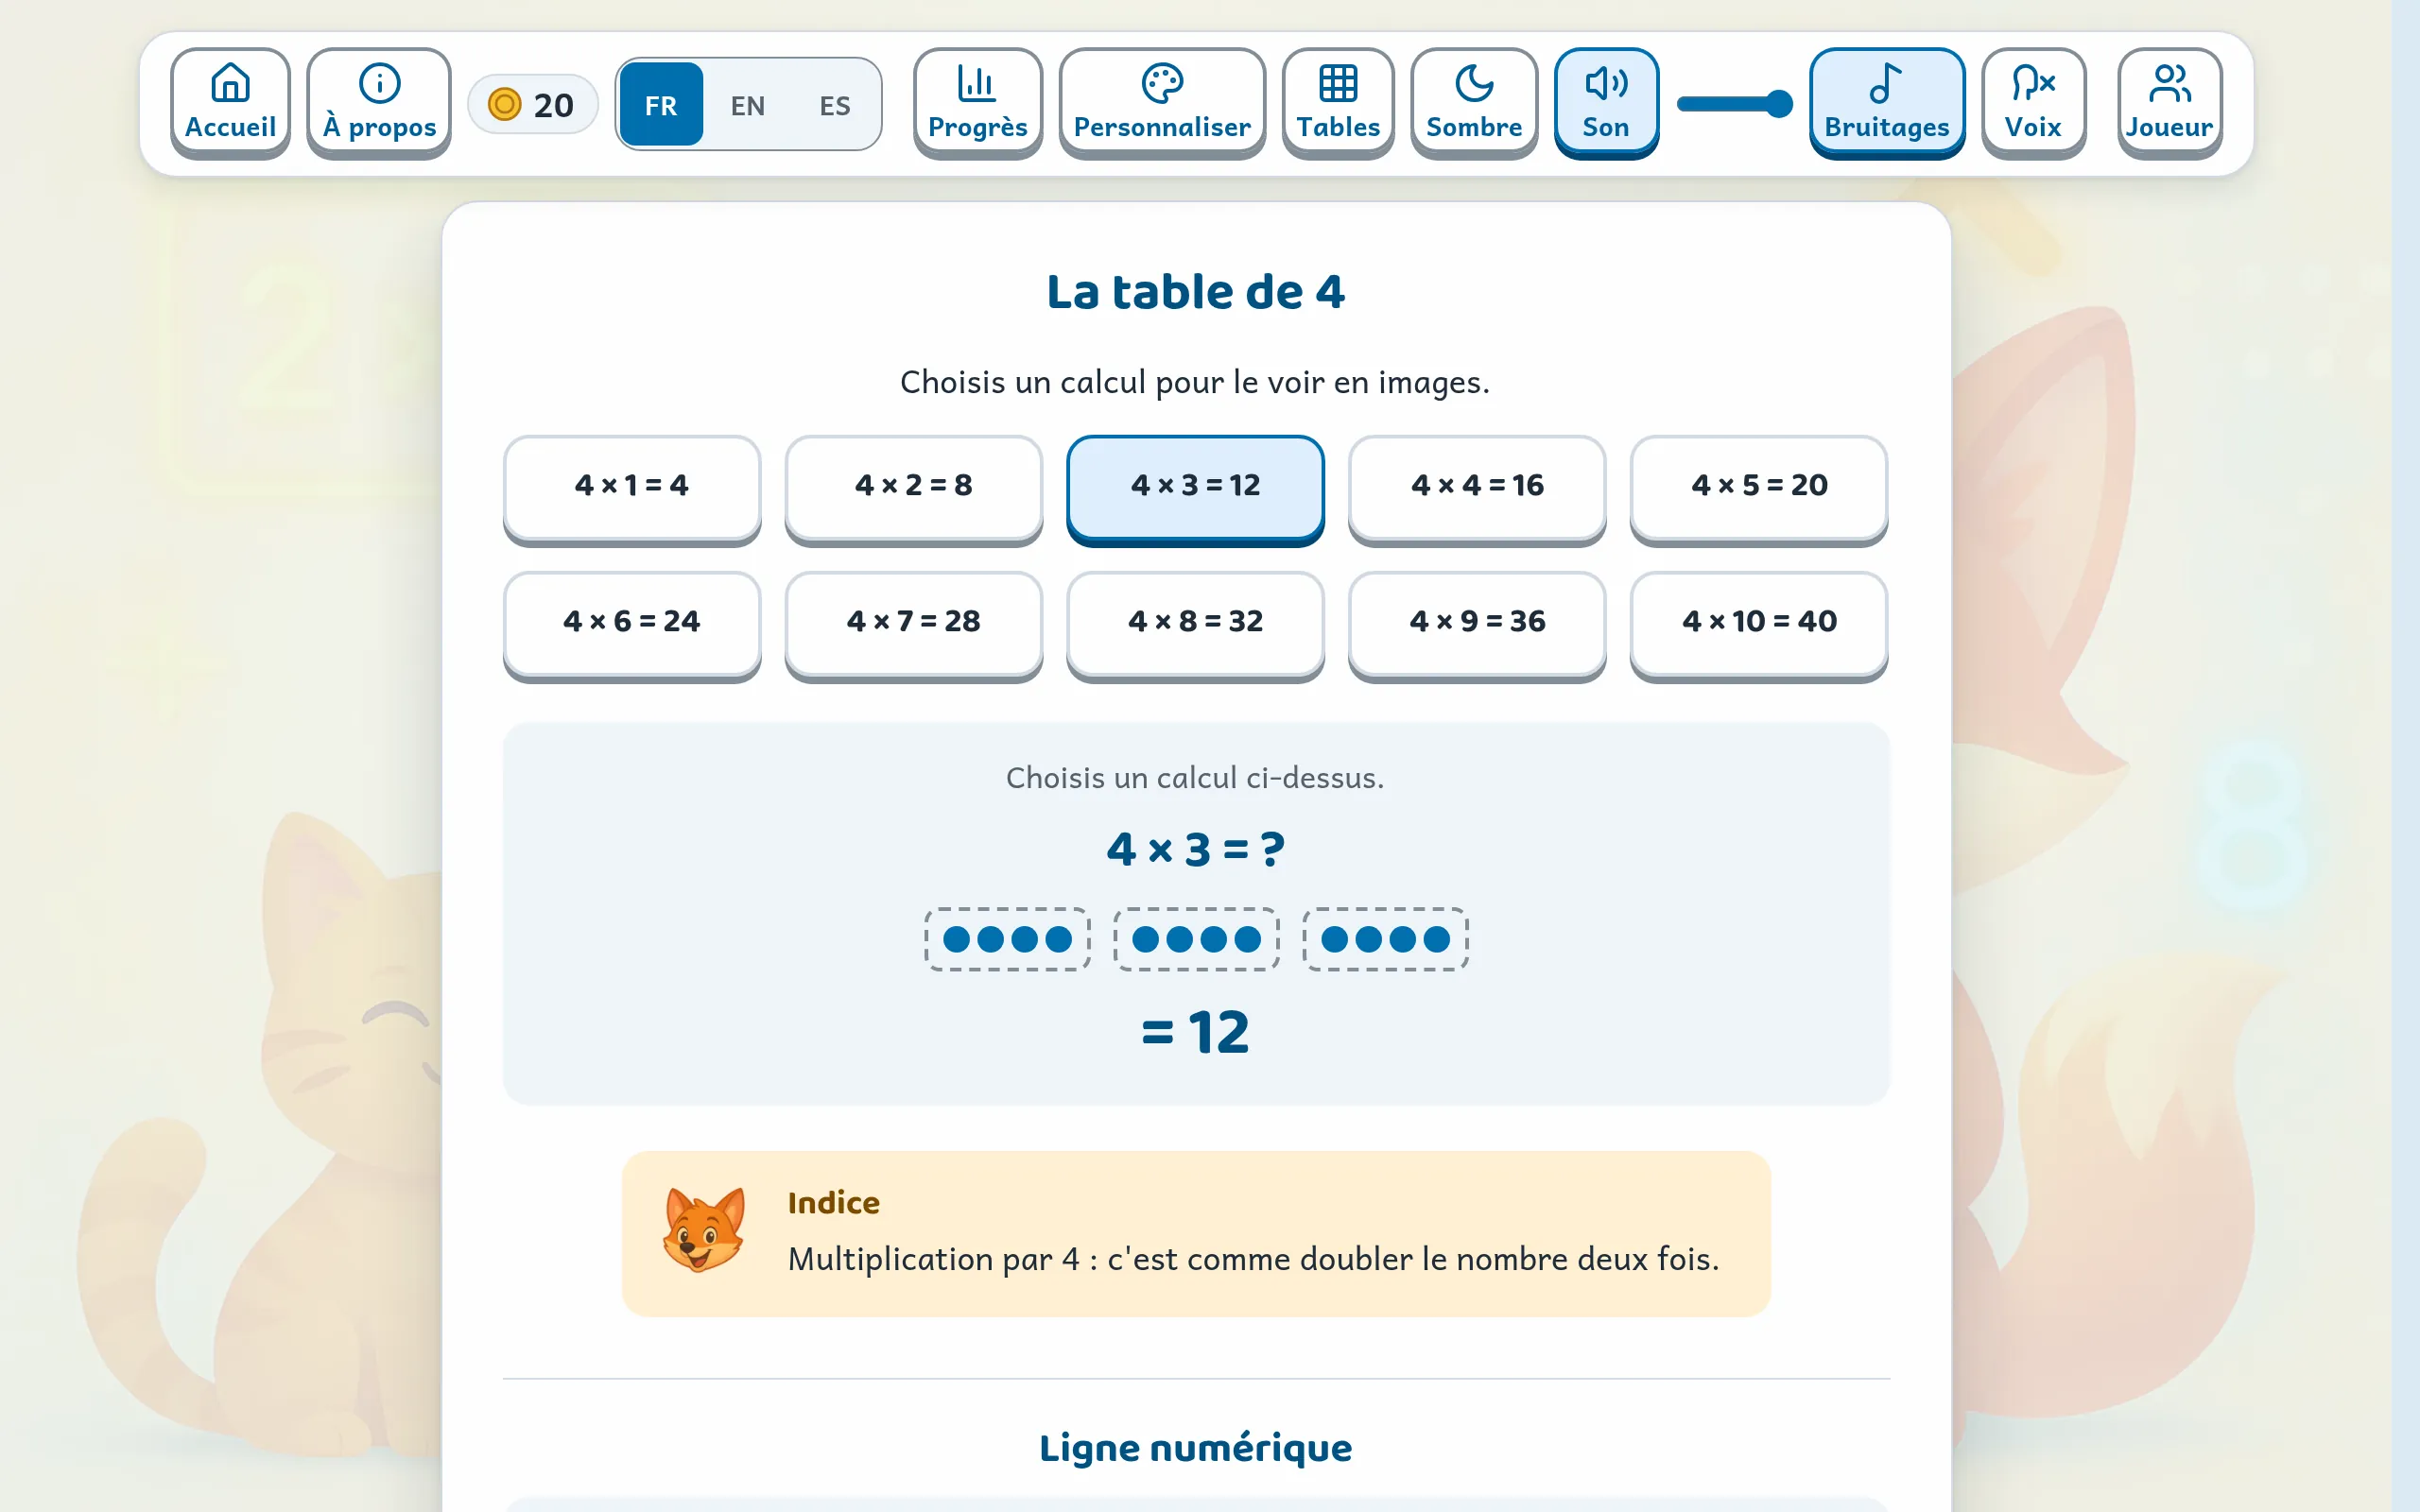 Accueil
À propos
20
FR
EN
ES
Progrès
Personnaliser
Tables
Sombre
Son
Bruitages
Voix
Joueur
2 ×
La table de 4
Choisis un calcul pour le voir en images.
4 × 1 = 4
4 × 2 = 8
4 × 3 = 12
4 × 4 = 16
4 × 5 = 20
4 × 6 = 24
4 × 7 = 28
4 × 8 = 32
4 × 9 = 36
4 × 10 = 40
Choisis un calcul ci-dessus.
4 × 3 = ?
8
= 12
Indice
Multiplication par 4 : c'est comme doubler le nombre deux fois.
Ligne numérique